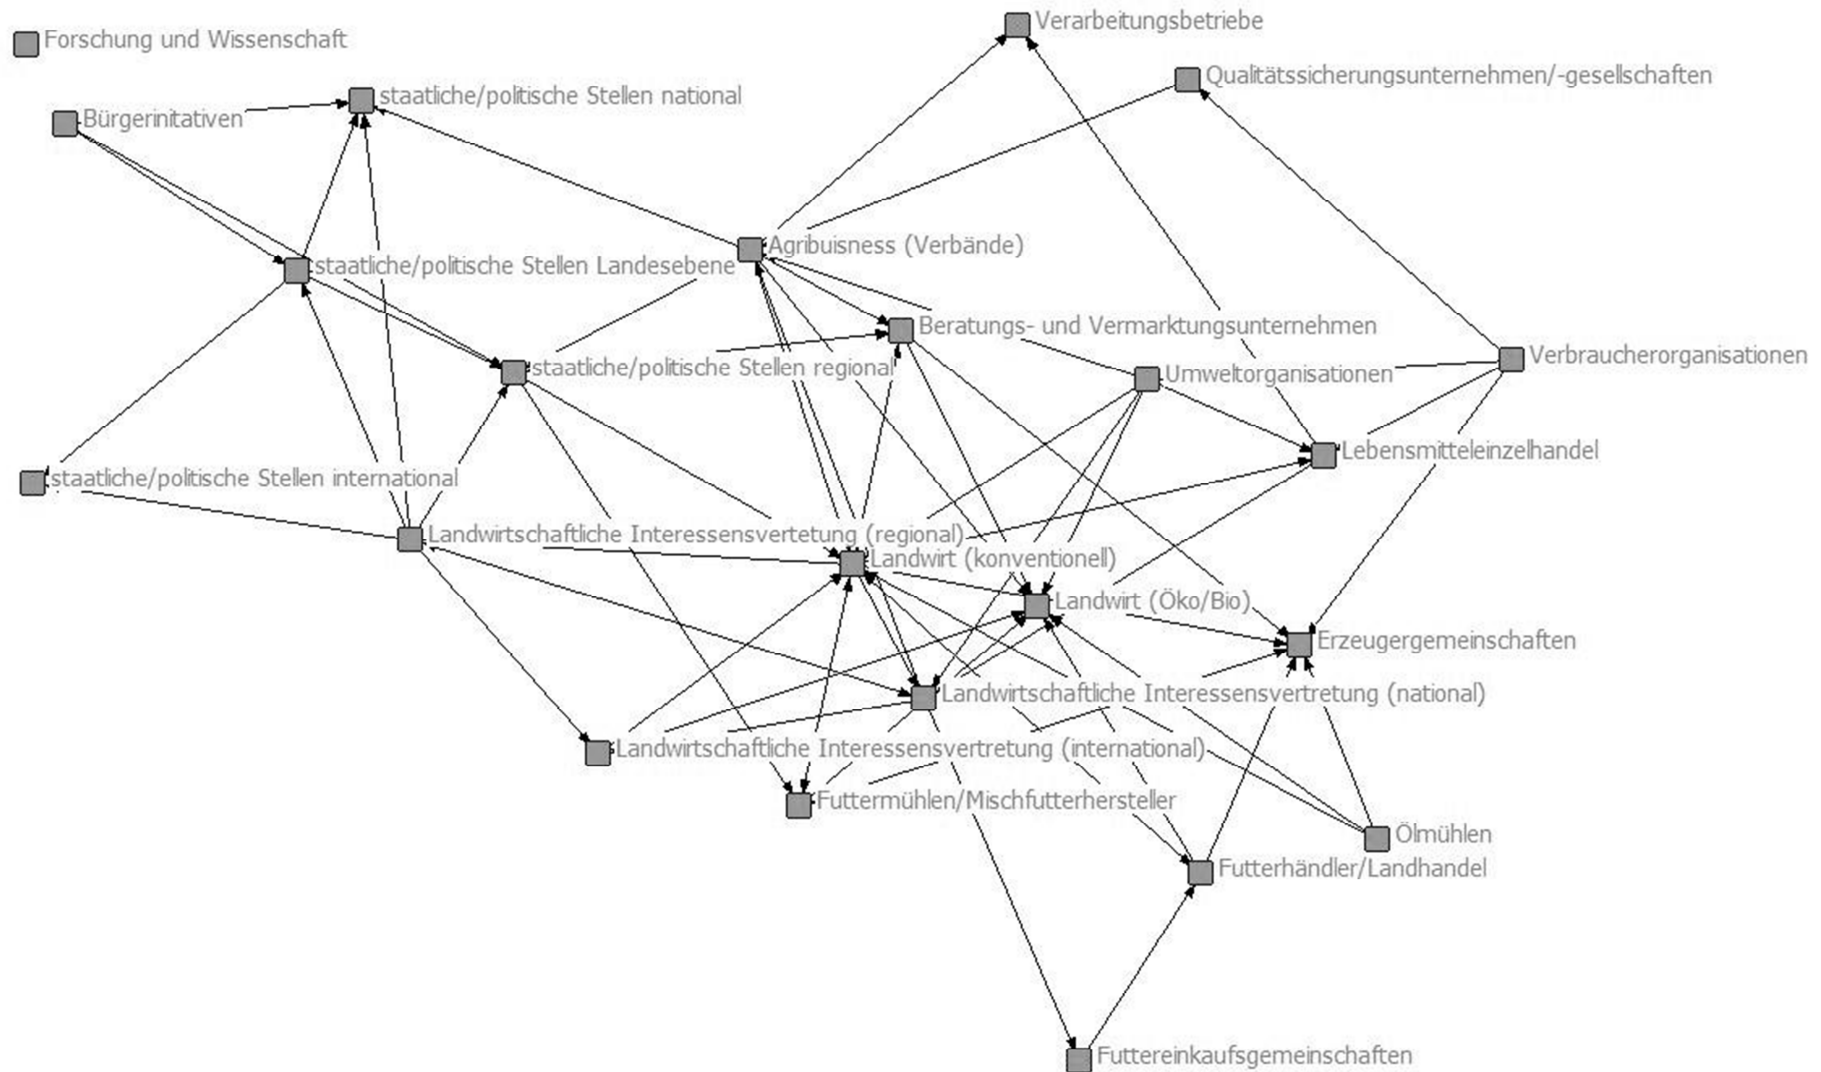 Verarbeitungsbetriebe
Forschung und Wissenschaft
Qualitätssicherungsunternehmen/-gesellschaften
staatliche/politische Stellen national
Bürgerinitativen
Agribuisness (Verbände)
staatliche/politische Stellen Landesebene
Beratungs- und Vermarktungsunternehmen
Verbraucherorganisationen
staatliche/politische Stellen regional
Umweltorganisationen
Lebensmitteleinzelhandel
staatliche/politische Stellen international
Landwirtschaftliche Interessensvertetung (regional)
Landwirt (konventionell)
Landwirt (Öko/Bio)
Erzeugergemeinschaften
Landwirtschaftliche Interessensvertretung (national)
Landwirtschaftliche Interessensvertretung (international)
Futtermühlen/Mischfutterhersteller
Ölmühlen
Futterhändler/Landhandel
Futtereinkaufsgemeinschaften